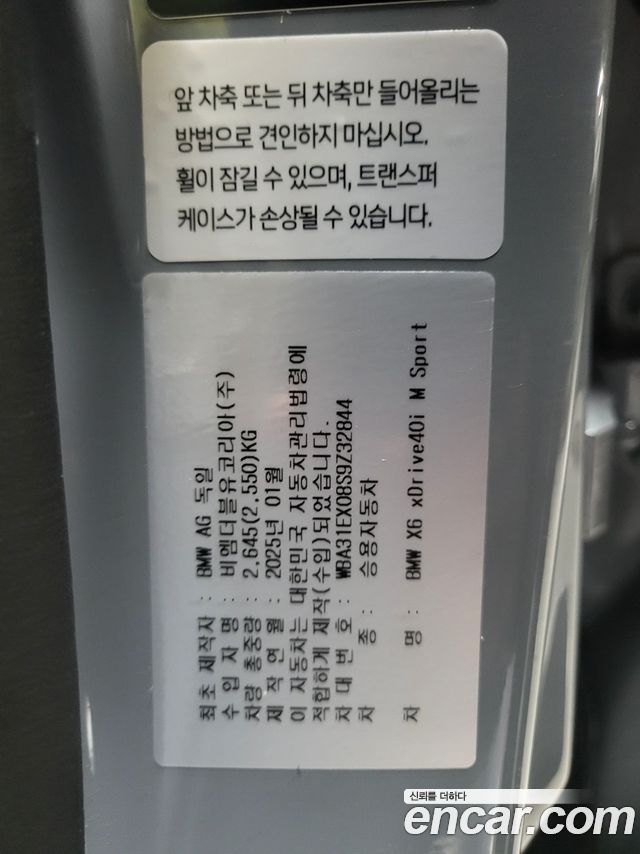 앞 차축 또는 뒤 차축만 들어올리는
방법으로 견인하지 마십시오.
휠이 잠길 수 있으며, 트랜스퍼
케이스가 손상될 수 있습니다.
최초 제작자 : BMW AG 독일
수 입 자 명 : 비엠더블유코리아(주)
차량 총중량 : 2,645(2,550)KG
제 작 연 월 : 2025년 01월
이 자동차는 대한민국 자동차관리법령에
적합하게 제작(수입)되었습니다.
차 대 번 호 : WBA31EX08S9Z32844
차 종 : 승용자동차
차 명 : BMW X6 xDrive40i M Sport
신뢰를 더하다
encar.com